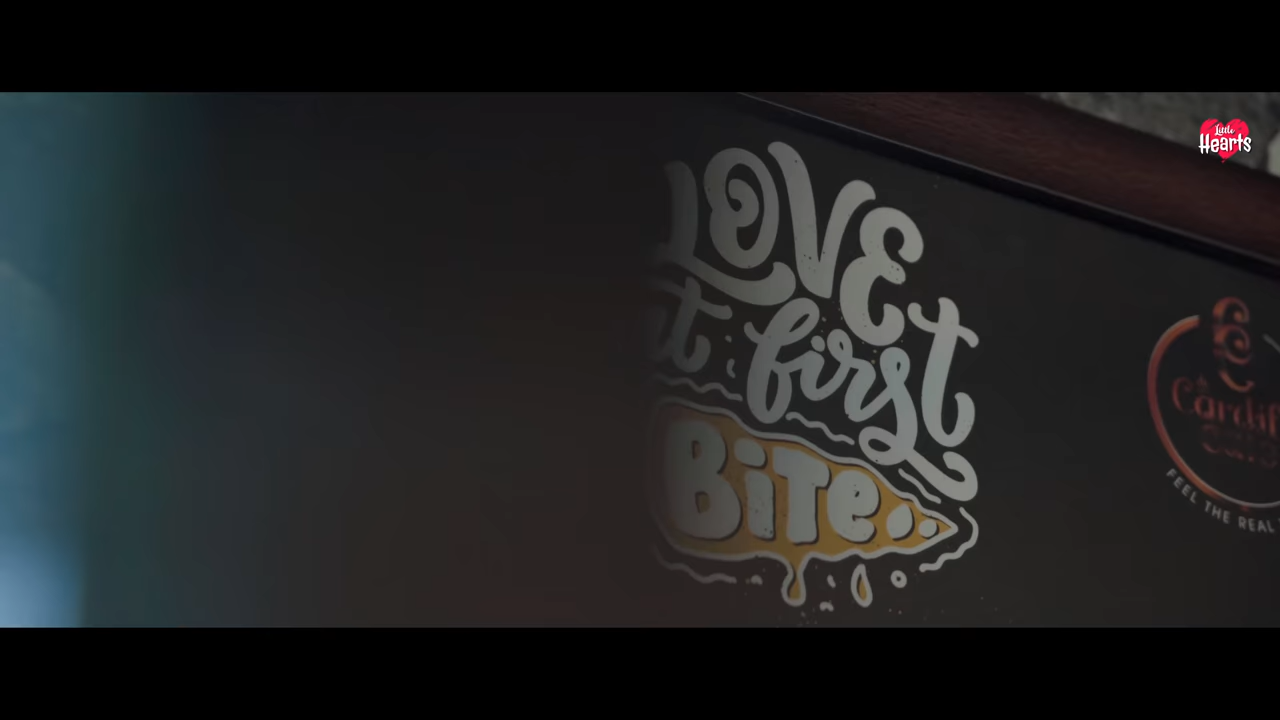 LOVE
at first
BiTe
Little
Hearts
Cardif
FEEL THE REAL